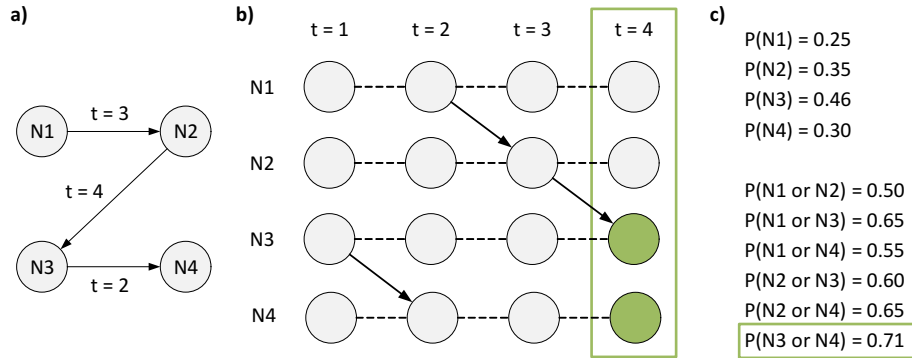 a)
N1
t = 3
N2
t = 4
N3
t = 2
N4
b)
t = 1 t = 2 t = 3 t = 4
N1
N2
N3
N4
c)
P(N1) = 0.25
P(N2) = 0.35
P(N3) = 0.46
P(N4) = 0.30
P(N1 or N2) = 0.50
P(N1 or N3) = 0.65
P(N1 or N4) = 0.55
P(N2 or N3) = 0.60
P(N2 or N4) = 0.65
P(N3 or N4) = 0.71